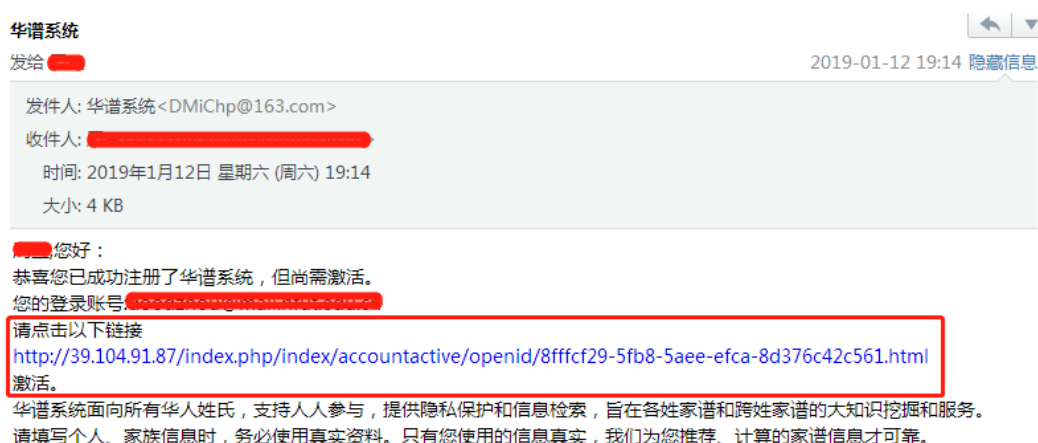 华谱系统
发给
2019-01-12 19:14 隐藏信息
发件人: 华谱系统<DMiChp@163.com>
收件人:
时间: 2019年1月12日 星期六 (周六) 19:14
大小: 4 KB
您好：
恭喜您已成功注册了华谱系统，但尚需激活。
您的登录账号:
请点击以下链接
http://39.104.91.87/index.php/index/accountactive/openid/8fffcf29-5fb8-5aee-efca-8d376c42c561.html
激活。
华谱系统面向所有华人姓氏，支持人人参与，提供隐私保护和信息检索，旨在各姓家谱和跨姓家谱的大知识挖掘和服务。
请填写个人、家族信息时，务必使用真实资料。只有您使用的信息真实，我们为您推荐、计算的家谱信息才可靠。